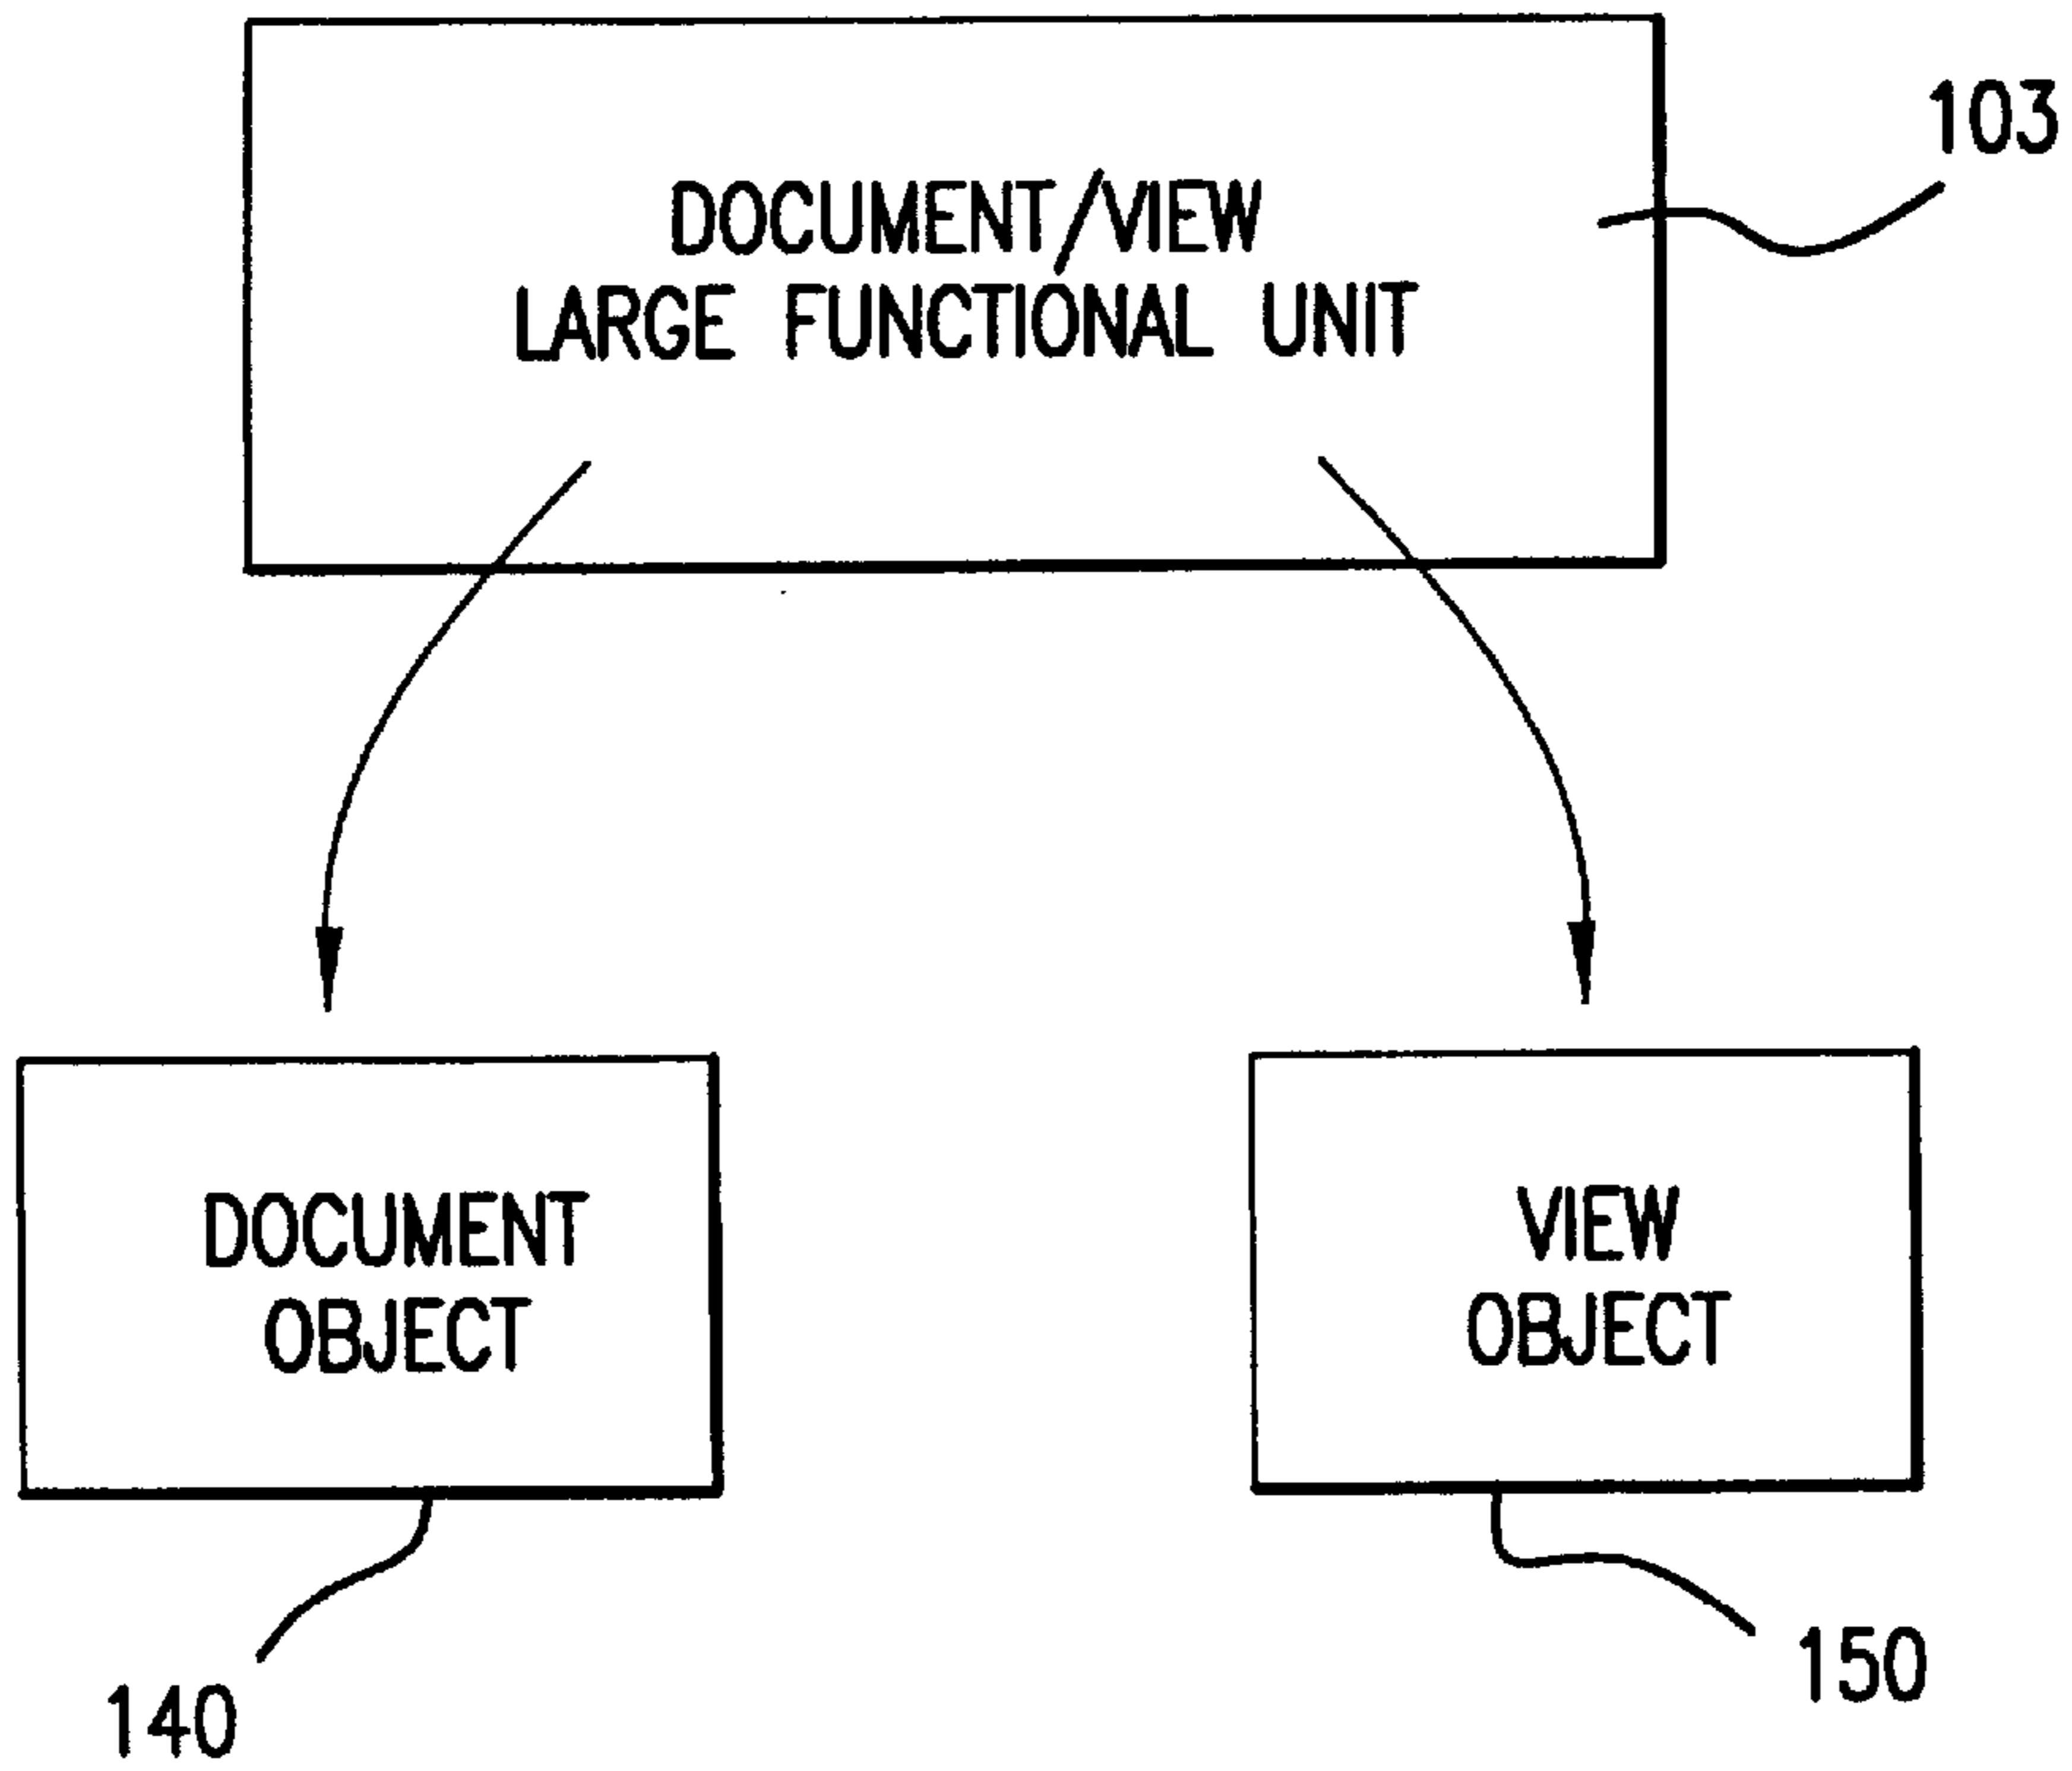 103
DOCUMENT/VIEW
LARGE FUNCTIONAL UNIT
DOCUMENT
OBJECT
VIEW
OBJECT
140
150